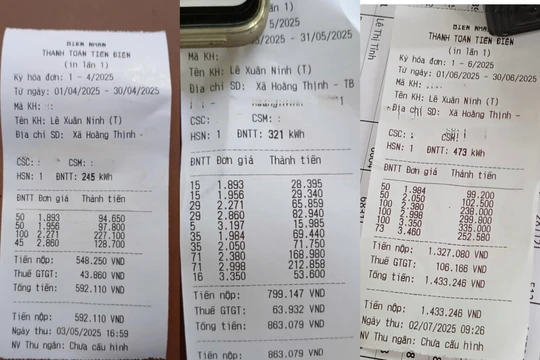 BIÊN NHẬN
THANH TOÁN TIỀN ĐIỆN
(in lần 1)
Kỳ hóa đơn: 1 - 4/2025
Từ ngày: 01/04/2025 - 30/04/2025
Mã KH:
Tên KH: Lê Xuân Ninh (T)
Địa chỉ SD: Xã Hoằng Thịnh -
CSC: : CSM: :
HSN: 1 ĐNTT: 245 kWh
ĐNTT Đơn giá Thành tiền
50 1.893 94.650
50 1.956 97.800
100 2.271 227.100
45 2.860 128.700
Tiền nộp: 548.250 VND
Thuế GTGT: 43.860 VND
Tổng tiền: 592.110 VND
Tiền nộp: 592.110 VND
Ngày thu: 03/05/2025 16:59
NV Thu ngân: Chưa cấu hình
1)
5/2025
5/2025 - 31/05/2025
Mã KH:
Tên KH: Lê Xuân Ninh (T)
Địa chỉ SD: Xã Hoằng Thịnh - TB
CSC: CSM:
HSN: 1 ĐNTT: 321 kWh
ĐNTT Đơn giá Thành tiền
15 1.893 28.395
15 1.956 29.340
29 2.271 65.859
29 2.860 82.940
5 3.197 15.985
35 1.984 69.440
35 2.050 71.750
71 2.380 168.980
71 2.998 212.858
16 3.350 53.600
Tiền nộp: 799.147 VND
Thuế GTGT: 63.932 VND
Tổng tiền: 863.079 VND
Tiền nộp: 863.079 VND
Lê Thị Tình
BIÊN NHẬN
THANH TOÁN TIỀN ĐIỆN
(in lần 1)
Kỳ hóa đơn: 1 - 6/2025
Từ ngày: 01/06/2025 - 30/06/2025
Mã KH:
Tên KH: Lê Xuân Ninh (T)
Địa chỉ SD: Xã Hoằng Thịnh -
CSC: CSM:
HSN: 1 ĐNTT: 473 kWh
ĐNTT Đơn giá Thành tiền
50 1.984 99.200
50 2.050 102.500
100 2.380 238.000
100 2.998 299.800
100 3.350 335.000
73 3.460 252.580
Tiền nộp: 1.327.080 VND
Thuế GTGT: 106.166 VND
Tổng tiền: 1.433.246 VND
Tiền nộp: 1.433.246 VND
Ngày thu: 02/07/2025 09:26
NV Thu ngân: Chưa cấu hình